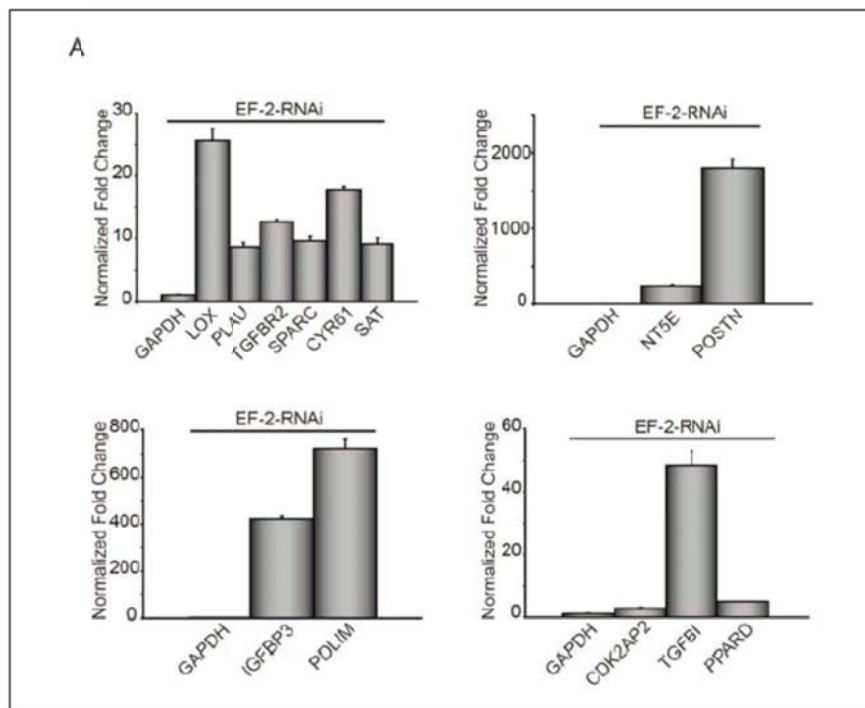 A
EF-2-RNAi
Normalized Fold Change
30
20
10
0
GAPDH
LOX
PLAU
TGFBR2
SPARC
CYR61
SAT
EF-2-RNAi
Normalized Fold Change
2000
1000
0
GAPDH
NT5E
POSTN
EF-2-RNAi
Normalized Fold Change
800
600
400
200
0
GAPDH
IGFBP3
PDLIM
EF-2-RNAi
Normalized Fold Change
60
40
20
0
GAPDH
CDK2AP2
TGFBI
PPARD